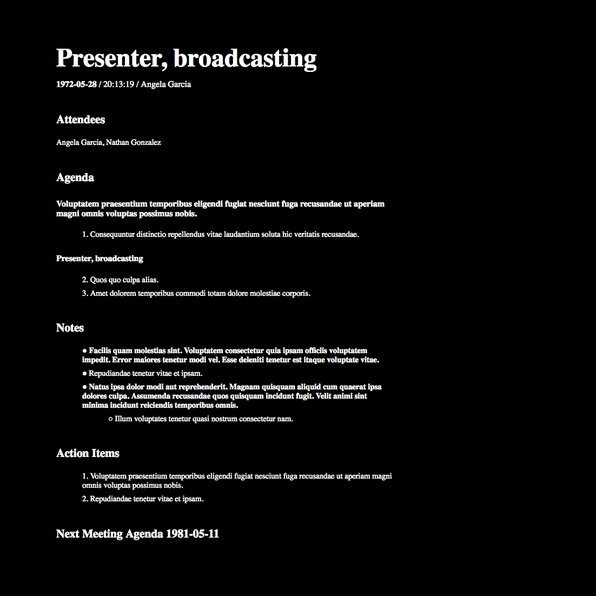 Presenter, broadcasting
1972-05-28 / 20:13:19 / Angela Garcia
Attendees
Angela Garcia, Nathan Gonzalez
Agenda
Voluptatem praesentium temporibus eligendi fugiat nesciunt fuga recusandae ut aperiam
magni omnis voluptas possimus nobis.
1. Consequuntur distinctio repellendus vitae laudantium soluta hic veritatis recusandae.
Presenter, broadcasting
2. Quos quo culpa alias.
3. Amet dolorem temporibus commodi totam dolore molestiae corporis.
Notes
● Facilis quam molestias sint. Voluptatem consectetur quia ipsam officiis voluptatem
impedit. Error maiores tenetur modi vel. Esse deleniti tenetur est itaque voluptate vitae.
● Repudiandae tenetur vitae et ipsam.
● Natus ipsa dolor modi aut reprehenderit. Magnam quisquam aliquid cum quaerat ipsa
dolores culpa. Assumenda recusandae quos quisquam incidunt fugit. Velit animi sint
minima incidunt reiciendis temporibus omnis.
○ Illum voluptates tenetur quasi nostrum consectetur nam.
Action Items
1. Voluptatem praesentium temporibus eligendi fugiat nesciunt fuga recusandae ut aperiam magni
omnis voluptas possimus nobis.
2. Repudiandae tenetur vitae et ipsam.
Next Meeting Agenda 1981-05-11